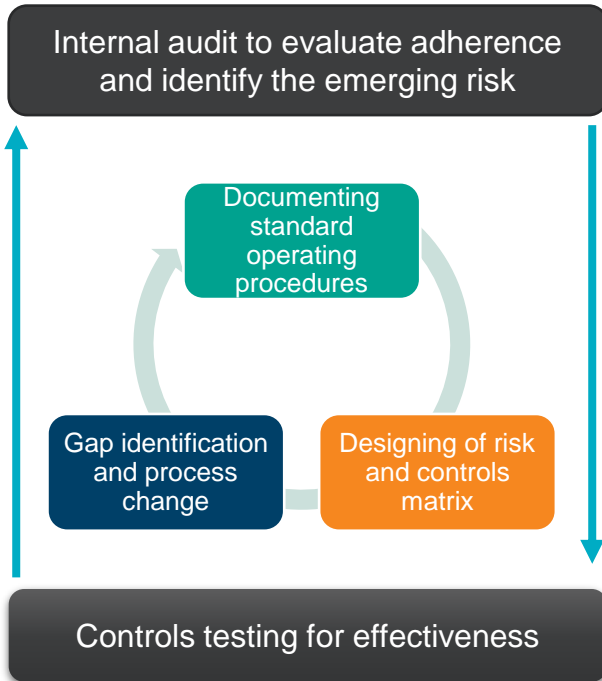 Internal audit to evaluate adherence
and identify the emerging risk
Documenting
standard
operating
procedures
Gap identification
and process
change
Designing of risk
and controls
matrix
Controls testing for effectiveness